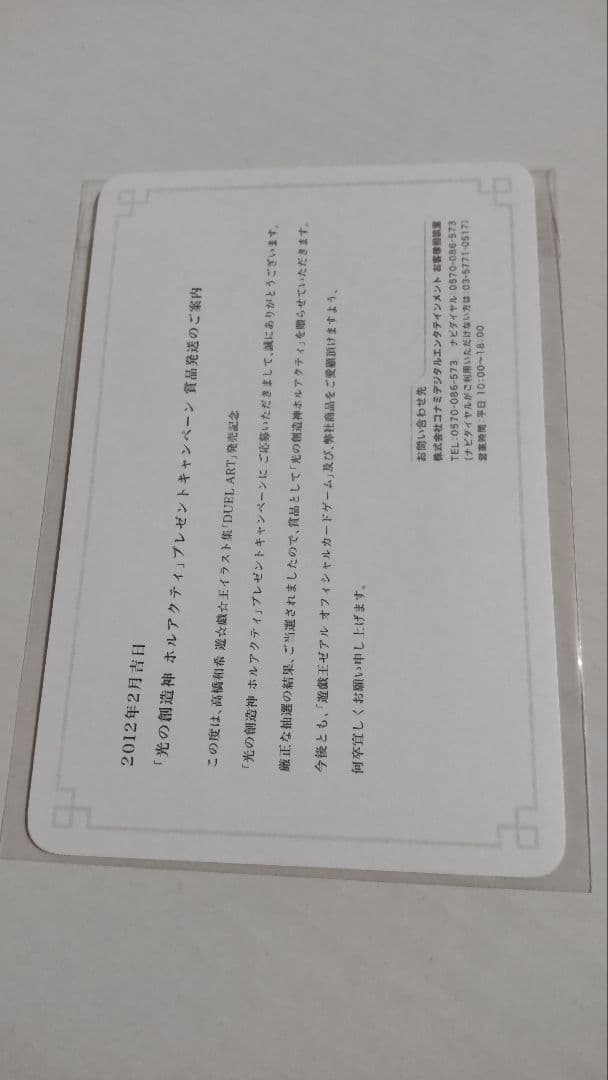 2012年2月吉日
「光の創造神 ホルアクティ」プレゼントキャンペーン 賞品発送のご案内
この度は、高橋和希 遊☆戯☆王イラスト集「DUEL ART」発売記念
「光の創造神 ホルアクティ」プレゼントキャンペーンにご応募いただきまして、誠にありがとうございます。
厳正な抽選の結果、ご当選されましたので、賞品として「光の創造神ホルアクティ」を贈らせていただきます。
今後とも、「遊戯王ゼアル オフィシャルカードゲーム」及び、弊社商品をご愛顧頂けますよう、
何卒宜しくお願い申し上げます。
お問い合わせ先
株式会社コナミデジタルエンタテインメント お客様相談室
TEL:0570-086-573 ナビダイヤル:0570-086-573
(ナビダイヤルがご利用いただけない方は:03-5771-0517)
営業時間:平日 10:00〜18:00